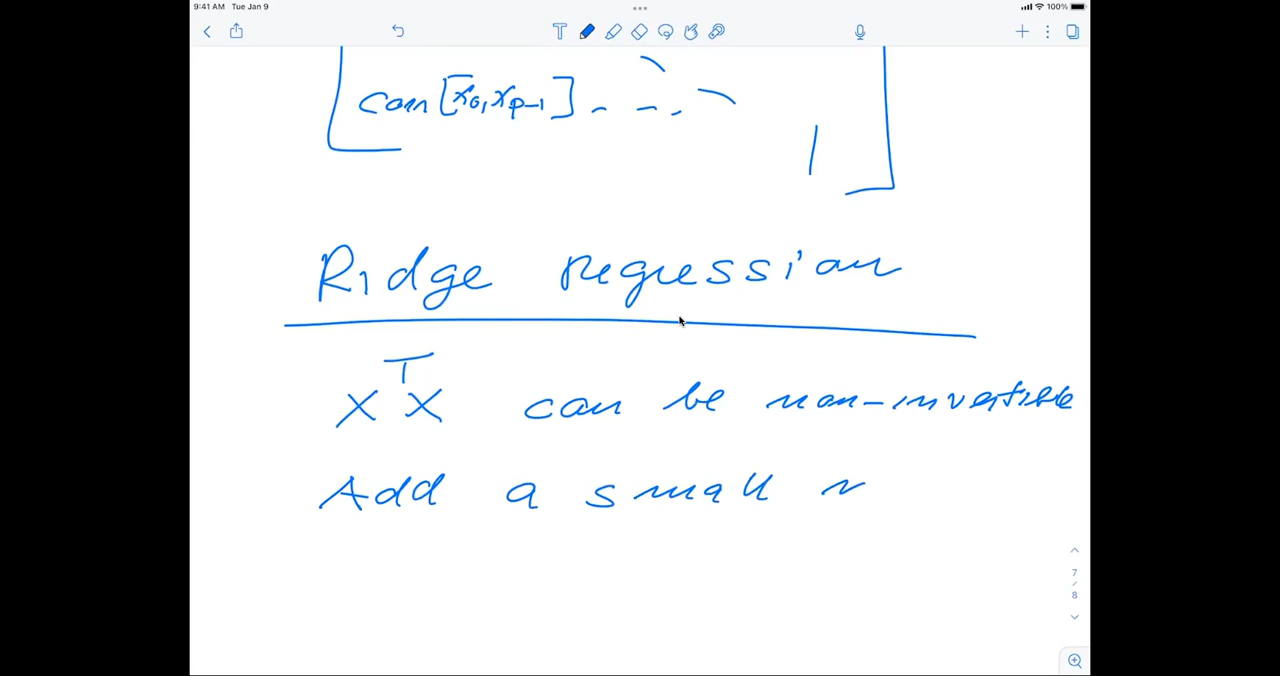 9:41 AM Tue Jan 9
100%
corr[x0, xp-1] - - -
1
Ridge Regression
X^T X can be non-invertible
Add a small n
7
/
8